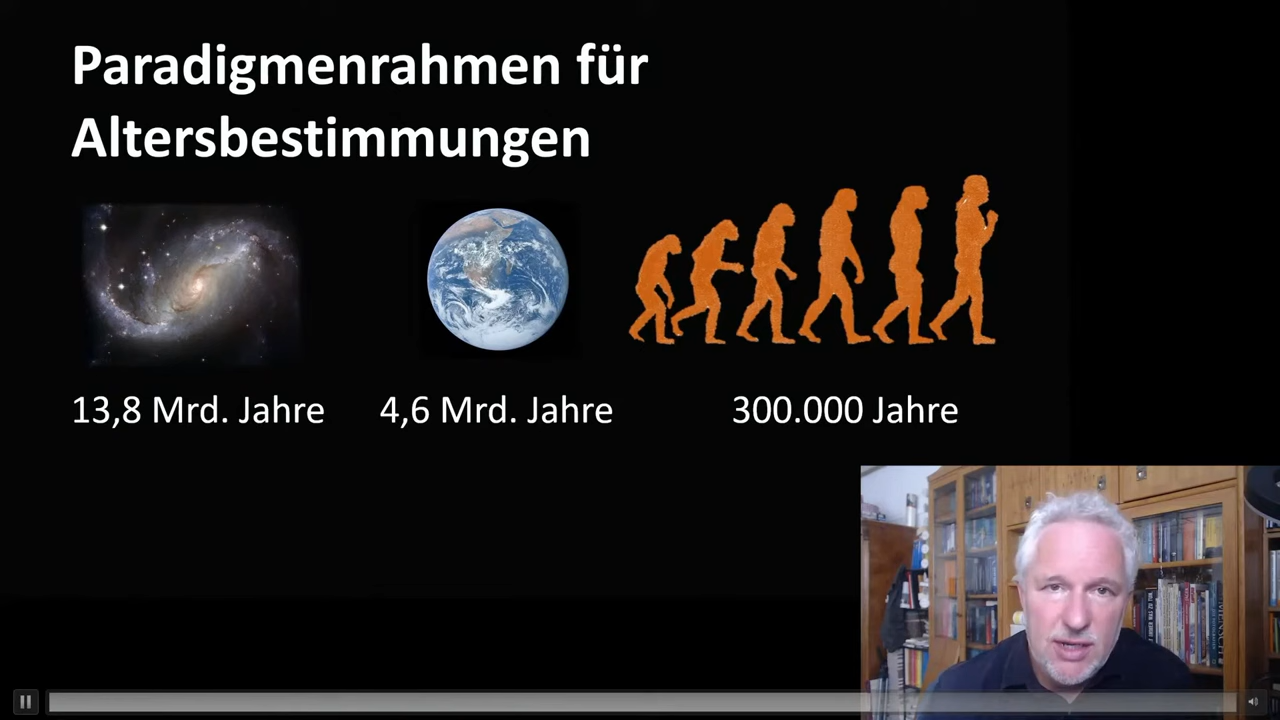 Paradigmenrahmen für
Altersbestimmungen
13,8 Mrd. Jahre
4,6 Mrd. Jahre
300.000 Jahre